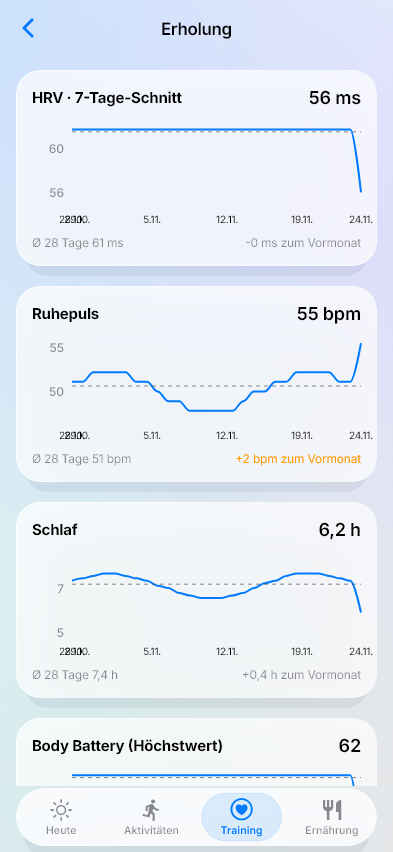 Erholung
HRV · 7-Tage-Schnitt 56 ms
60
56
5.11. 12.11. 19.11. 24.11.
Ø 28 Tage 61 ms -0 ms zum Vormonat
Ruhepuls 55 bpm
55
50
5.11. 12.11. 19.11. 24.11.
Ø 28 Tage 51 bpm +2 bpm zum Vormonat
Schlaf 6,2 h
7
5
5.11. 12.11. 19.11. 24.11.
Ø 28 Tage 7,4 h +0,4 h zum Vormonat
Body Battery (Höchstwert) 62
Heute Aktivitäten Training Ernährung